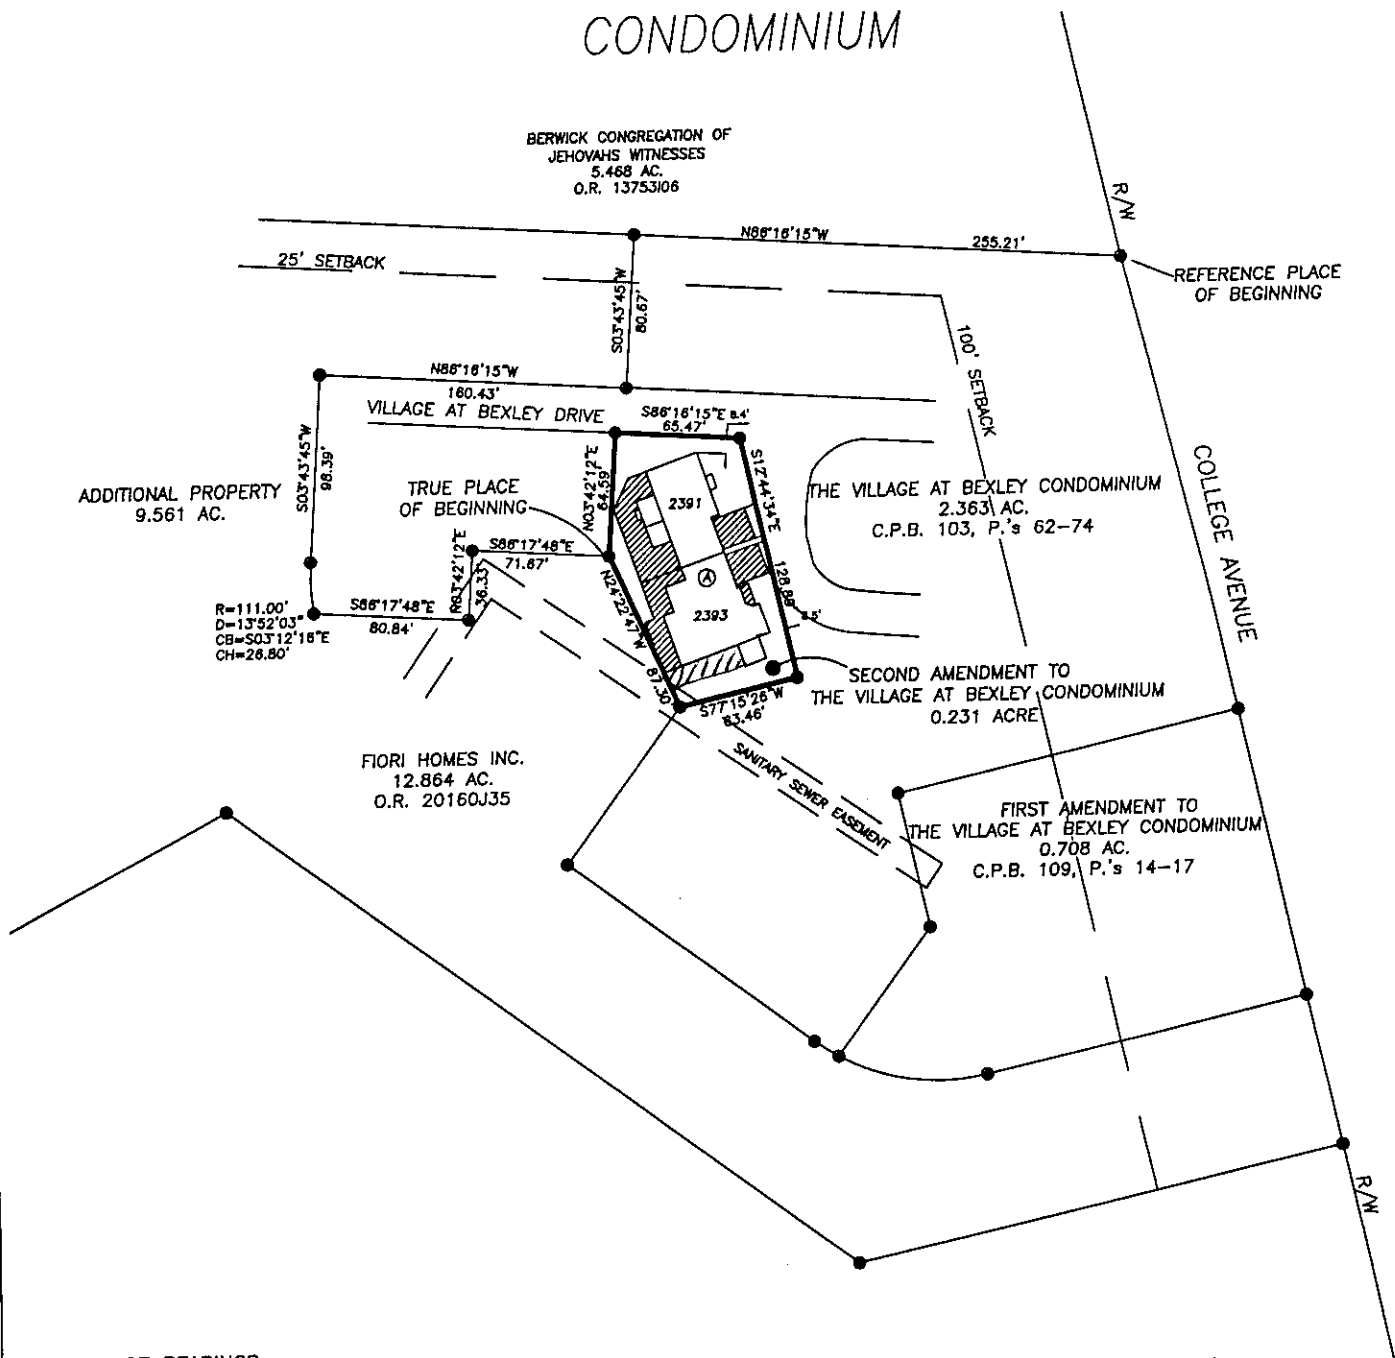 CONDOMINIUM
BERWICK CONGREGATION OF
JEHOVAHS WITNESSES
5.468 AC.
O.R. 13753I06
R/W
N86°16'15"W
255.21'
25' SETBACK
S03°43'45"W
80.67'
REFERENCE PLACE
OF BEGINNING
100' SETBACK
N86°16'15"W
160.43'
VILLAGE AT BEXLEY DRIVE
S86°16'15"E
8.4'
65.47'
S03°43'45"W
98.39'
ADDITIONAL PROPERTY
9.561 AC.
TRUE PLACE
OF BEGINNING
N03°42'12"E
64.59'
2391
S12°44'34"E
128.88'
THE VILLAGE AT BEXLEY CONDOMINIUM
2.363 AC.
C.P.B. 103, P.'s 62-74
COLLEGE AVENUE
S86°17'48"E
71.67'
36.33'
A
2393
N24°22'47"W
87.30'
R=111.00'
D=13°52'03"
CB=S03°12'18"E
CH=26.80'
S86°17'48"E
80.84'
SECOND AMENDMENT TO
THE VILLAGE AT BEXLEY CONDOMINIUM
0.231 ACRE
S77°15'26"W
63.46'
SANITARY SEWER EASEMENT
FIORI HOMES INC.
12.864 AC.
O.R. 20160J35
FIRST AMENDMENT TO
THE VILLAGE AT BEXLEY CONDOMINIUM
0.708 AC.
C.P.B. 109, P.'s 14-17
R/W